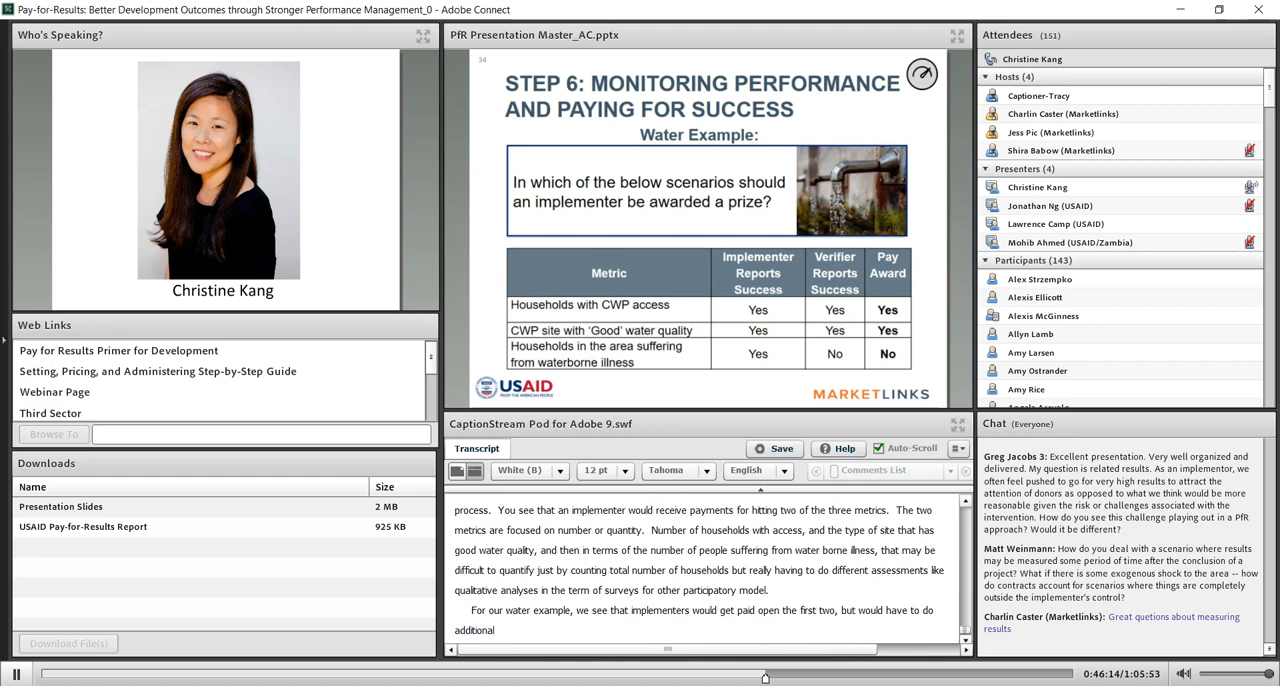 Pay-for-Results: Better Development Outcomes through Stronger Performance Management_0 - Adobe Connect
Who's Speaking?
Christine Kang
Web Links
Pay for Results Primer for Development
Setting, Pricing, and Administering Step-by-Step Guide
Webinar Page
Third Sector
Browse To
Downloads
Name Size
Presentation Slides 2 MB
USAID Pay-for-Results Report 925 KB
Download File(s)
PfR Presentation Master_AC.pptx
34
STEP 6: MONITORING PERFORMANCE
AND PAYING FOR SUCCESS
Water Example:
In which of the below scenarios should
an implementer be awarded a prize?
Metric Implementer Reports Success Verifier Reports Success Pay Award
Households with CWP access Yes Yes Yes
CWP site with 'Good' water quality Yes Yes Yes
Households in the area suffering
from waterborne illness Yes No No
USAID
FROM THE AMERICAN PEOPLE
MARKETLINKS
CaptionStream Pod for Adobe 9.swf
Transcript Save Help Auto-Scroll
White (B) 12 pt Tahoma English Comments List
process. You see that an implementer would receive payments for hitting two of the three metrics. The two
metrics are focused on number or quantity. Number of households with access, and the type of site that has
good water quality, and then in terms of the number of people suffering from water borne illness, that may be
difficult to quantify just by counting total number of households but really having to do different assessments like
qualitative analyses in the term of surveys for other participatory model.
For our water example, we see that implementers would get paid open the first two, but would have to do
additional
Attendees (151)
Christine Kang
Hosts (4)
Captioner-Tracy
Charlin Caster (Marketlinks)
Jess Pic (Marketlinks)
Shira Babow (Marketlinks)
Presenters (4)
Christine Kang
Jonathan Ng (USAID)
Lawrence Camp (USAID)
Mohib Ahmed (USAID/Zambia)
Participants (143)
Alex Strzempko
Alexis Ellicott
Alexis McGinness
Allyn Lamb
Amy Larsen
Amy Ostrander
Amy Rice
Chat (Everyone)
Greg Jacobs 3: Excellent presentation. Very well organized and
delivered. My question is related results. As an implementor, we
often feel pushed to go for very high results to attract the
attention of donors as opposed to what we think would be more
reasonable given the risk or challenges associated with the
intervention. How do you see this challenge playing out in a PfR
approach? Would it be different?
Matt Weinmann: How do you deal with a scenario where results
may be measured some period of time after the conclusion of a
project? What if there is some exogenous shock to the area -- how
do contracts account for scenarios where things are completely
outside the implementer's control?
Charlin Caster (Marketlinks): Great quetions about measuring
results
0:46:14/1:05:53